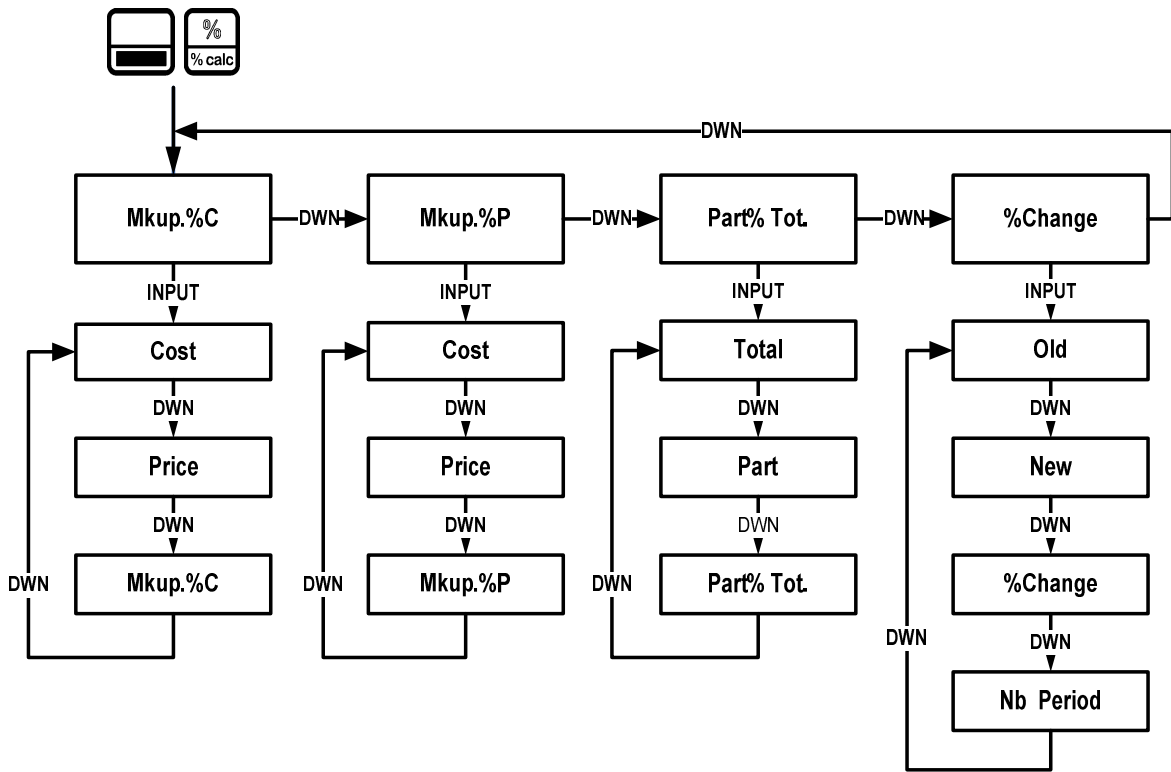 %
% calc
DWN
Mkup.%C DWN Mkup.%P DWN Part% Tot. DWN %Change
INPUT INPUT INPUT INPUT
Cost Cost Total Old
DWN DWN DWN DWN
Price Price Part New
DWN DWN DWN DWN
DWN Mkup.%C DWN Mkup.%P DWN Part% Tot. %Change
DWN DWN
Nb Period